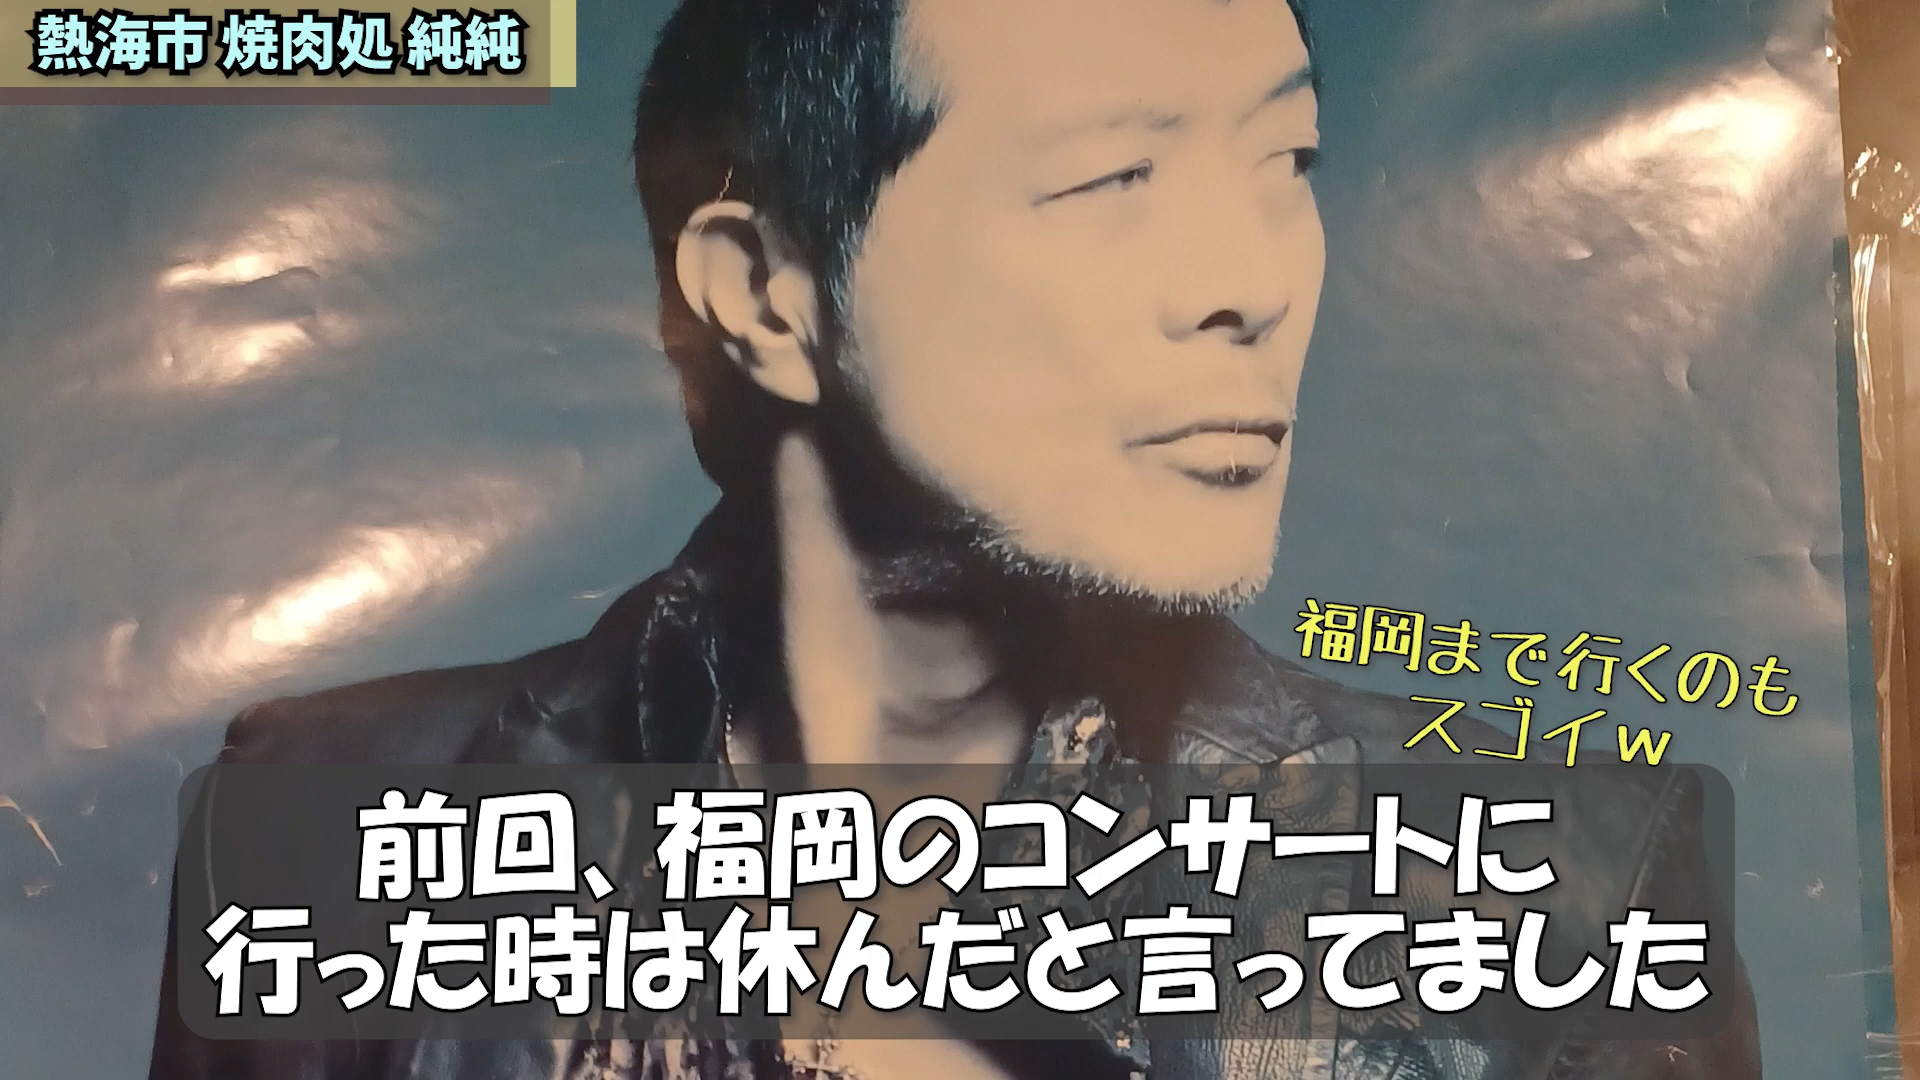 熱海市 焼肉処 純純
福岡まで行くのも
スゴイｗ
前回、福岡のコンサートに
行った時は休んだと言ってました